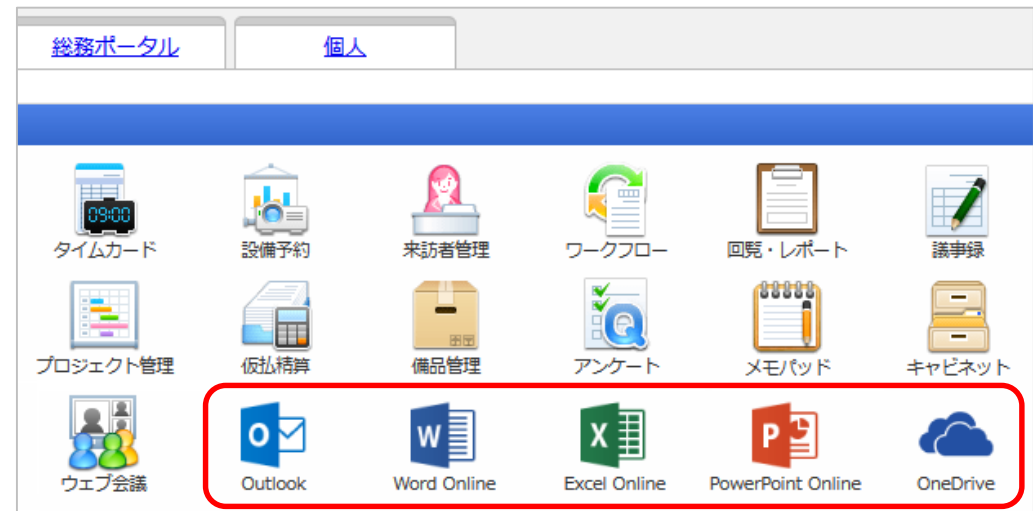 総務ポータル 個人
09:00
タイムカード 設備予約 来訪者管理 ワークフロー 回覧・レポート 議事録
Q
プロジェクト管理 仮払精算 備品管理 アンケート メモパッド キャビネット
O W X P
ウェブ会議 Outlook Word Online Excel Online PowerPoint Online OneDrive